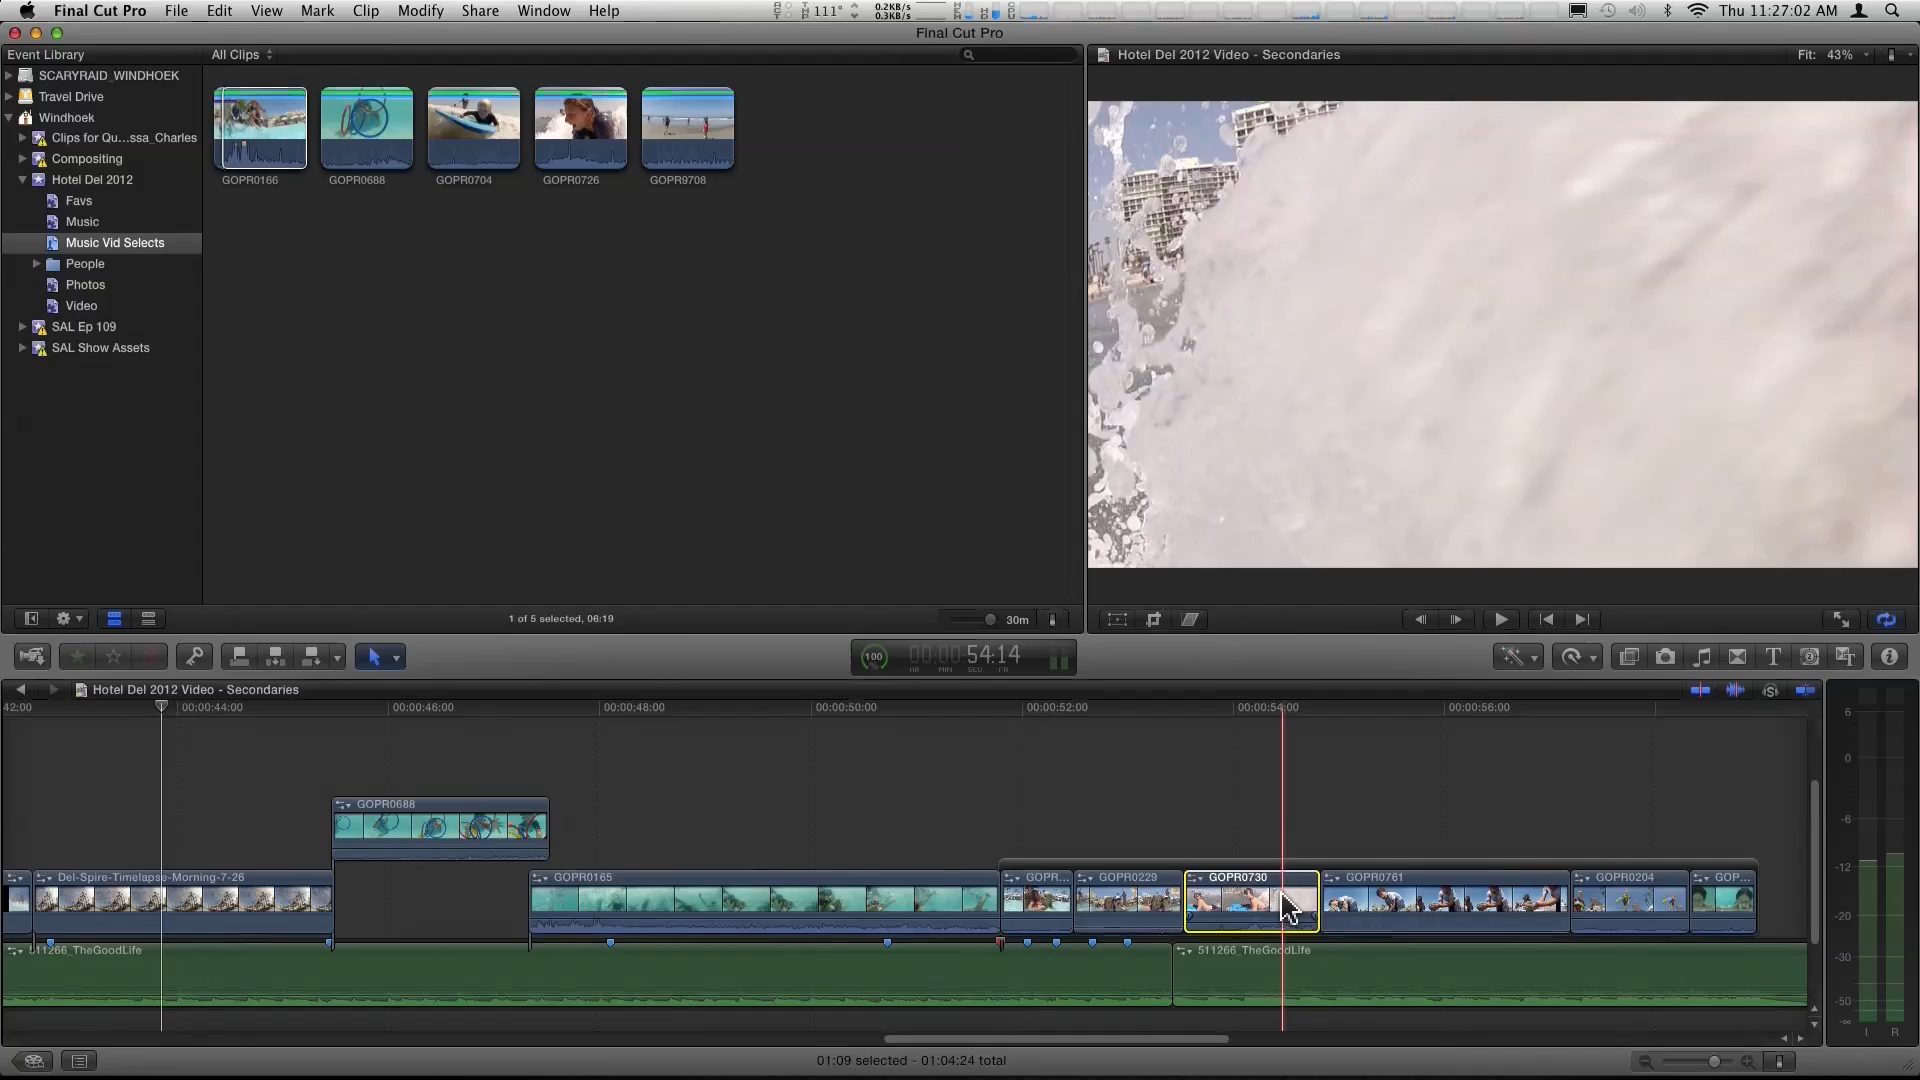 Final Cut Pro File Edit View Mark Clip Modify Share Window Help 111° 0.2KB/s 0.3KB/s Thu 11:27:02 AM
Final Cut Pro
Event Library All Clips Hotel Del 2012 Video - Secondaries Fit: 43%
SCARYRAID_WINDHOEK
Travel Drive
Windhoek
Clips for Qu...ssa_Charles
Compositing
Hotel Del 2012
Favs
Music
Music Vid Selects
People
Photos
Video
SAL Ep 109
SAL Show Assets
GOPR0166 GOPR0688 GOPR0704 GOPR0726 GOPR9708
1 of 5 selected, 06:19 30m
100 % 00:00:54:14
HR MIN SEC FR
Hotel Del 2012 Video - Secondaries
42:00 00:00:44:00 00:00:46:00 00:00:48:00 00:00:50:00 00:00:52:00 00:00:54:00 00:00:56:00
GOPR0688
Del-Spire-Timelapse-Morning-7-26 GOPR0165 GOPR... GOPR0229 GOPR0730 GOPR0761 GOPR0204 GOP...
511266_TheGoodLife 511266_TheGoodLife
6
0
-6
-12
-20
-30
-50
-∞
L R
01:09 selected - 01:04:24 total